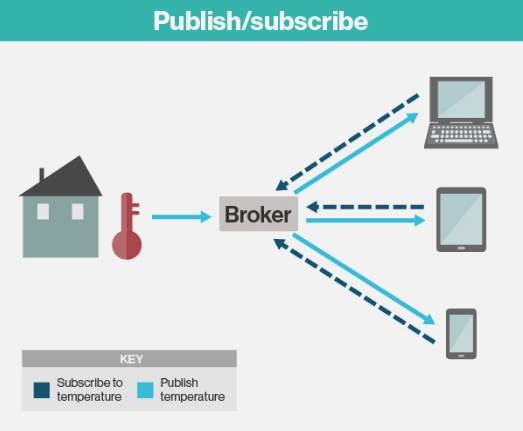 Publish/subscribe
Broker
KEY
Subscribe to
temperature
Publish
temperature